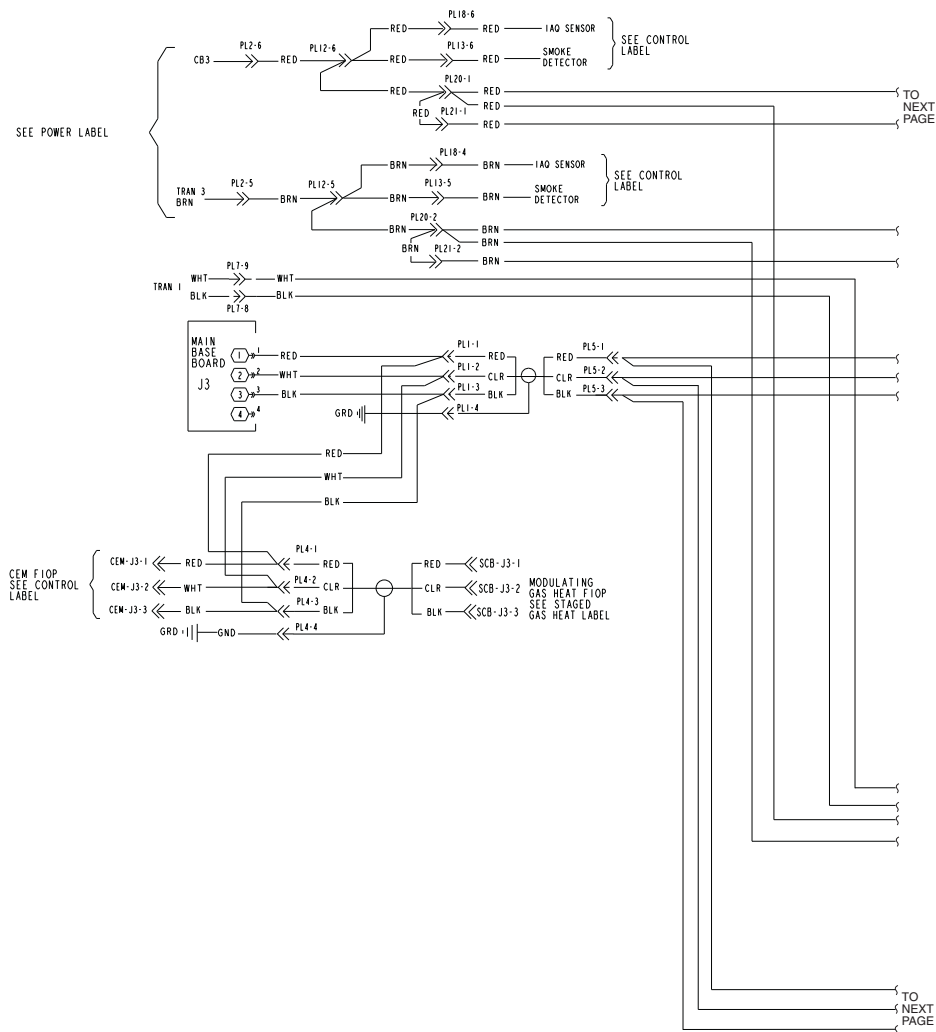 PL18-6
RED RED IAQ SENSOR
SEE CONTROL
LABEL
PL2-6 PL12-6 PL13-6
CB3 RED RED RED SMOKE
DETECTOR
PL20-1
RED RED
RED
RED PL21-1
RED
TO
NEXT
PAGE
SEE POWER LABEL
PL18-4
BRN BRN IAQ SENSOR
SEE CONTROL
LABEL
TRAN 3
BRN
PL2-5 PL12-5 PL13-5
BRN BRN BRN SMOKE
DETECTOR
PL20-2
BRN BRN
BRN
BRN PL21-2
BRN
PL7-9
TRAN 1
WHT WHT
BLK BLK
PL7-8
MAIN
BASE
BOARD
J3
1 1 RED PL1-1 RED
2 2 WHT PL1-2 CLR
3 3 BLK PL1-3 BLK
4 4
GRD PL1-4
RED PL5-1
CLR PL5-2
BLK PL5-3
RED
WHT
BLK
CEM FIOP
SEE CONTROL
LABEL
CEM-J3-1 RED PL4-1 RED
CEM-J3-2 WHT PL4-2 CLR
CEM-J3-3 BLK PL4-3 BLK
GRD GND PL4-4
RED SCB-J3-1
CLR SCB-J3-2
BLK SCB-J3-3
MODULATING
GAS HEAT FIOP
SEE STAGED
GAS HEAT LABEL
TO
NEXT
PAGE